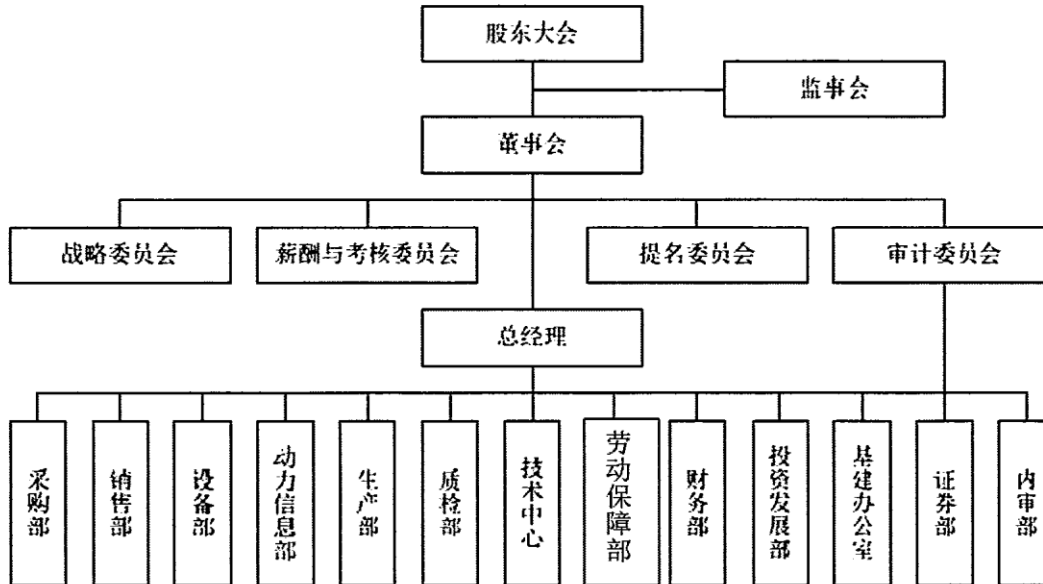 股东大会
监事会
董事会
战略委员会
薪酬与考核委员会
提名委员会
审计委员会
总经理
采购部
销售部
设备部
动力信息部
生产部
质检部
技术中心
劳动保障部
财务部
投资发展部
基建办公室
证券部
内审部